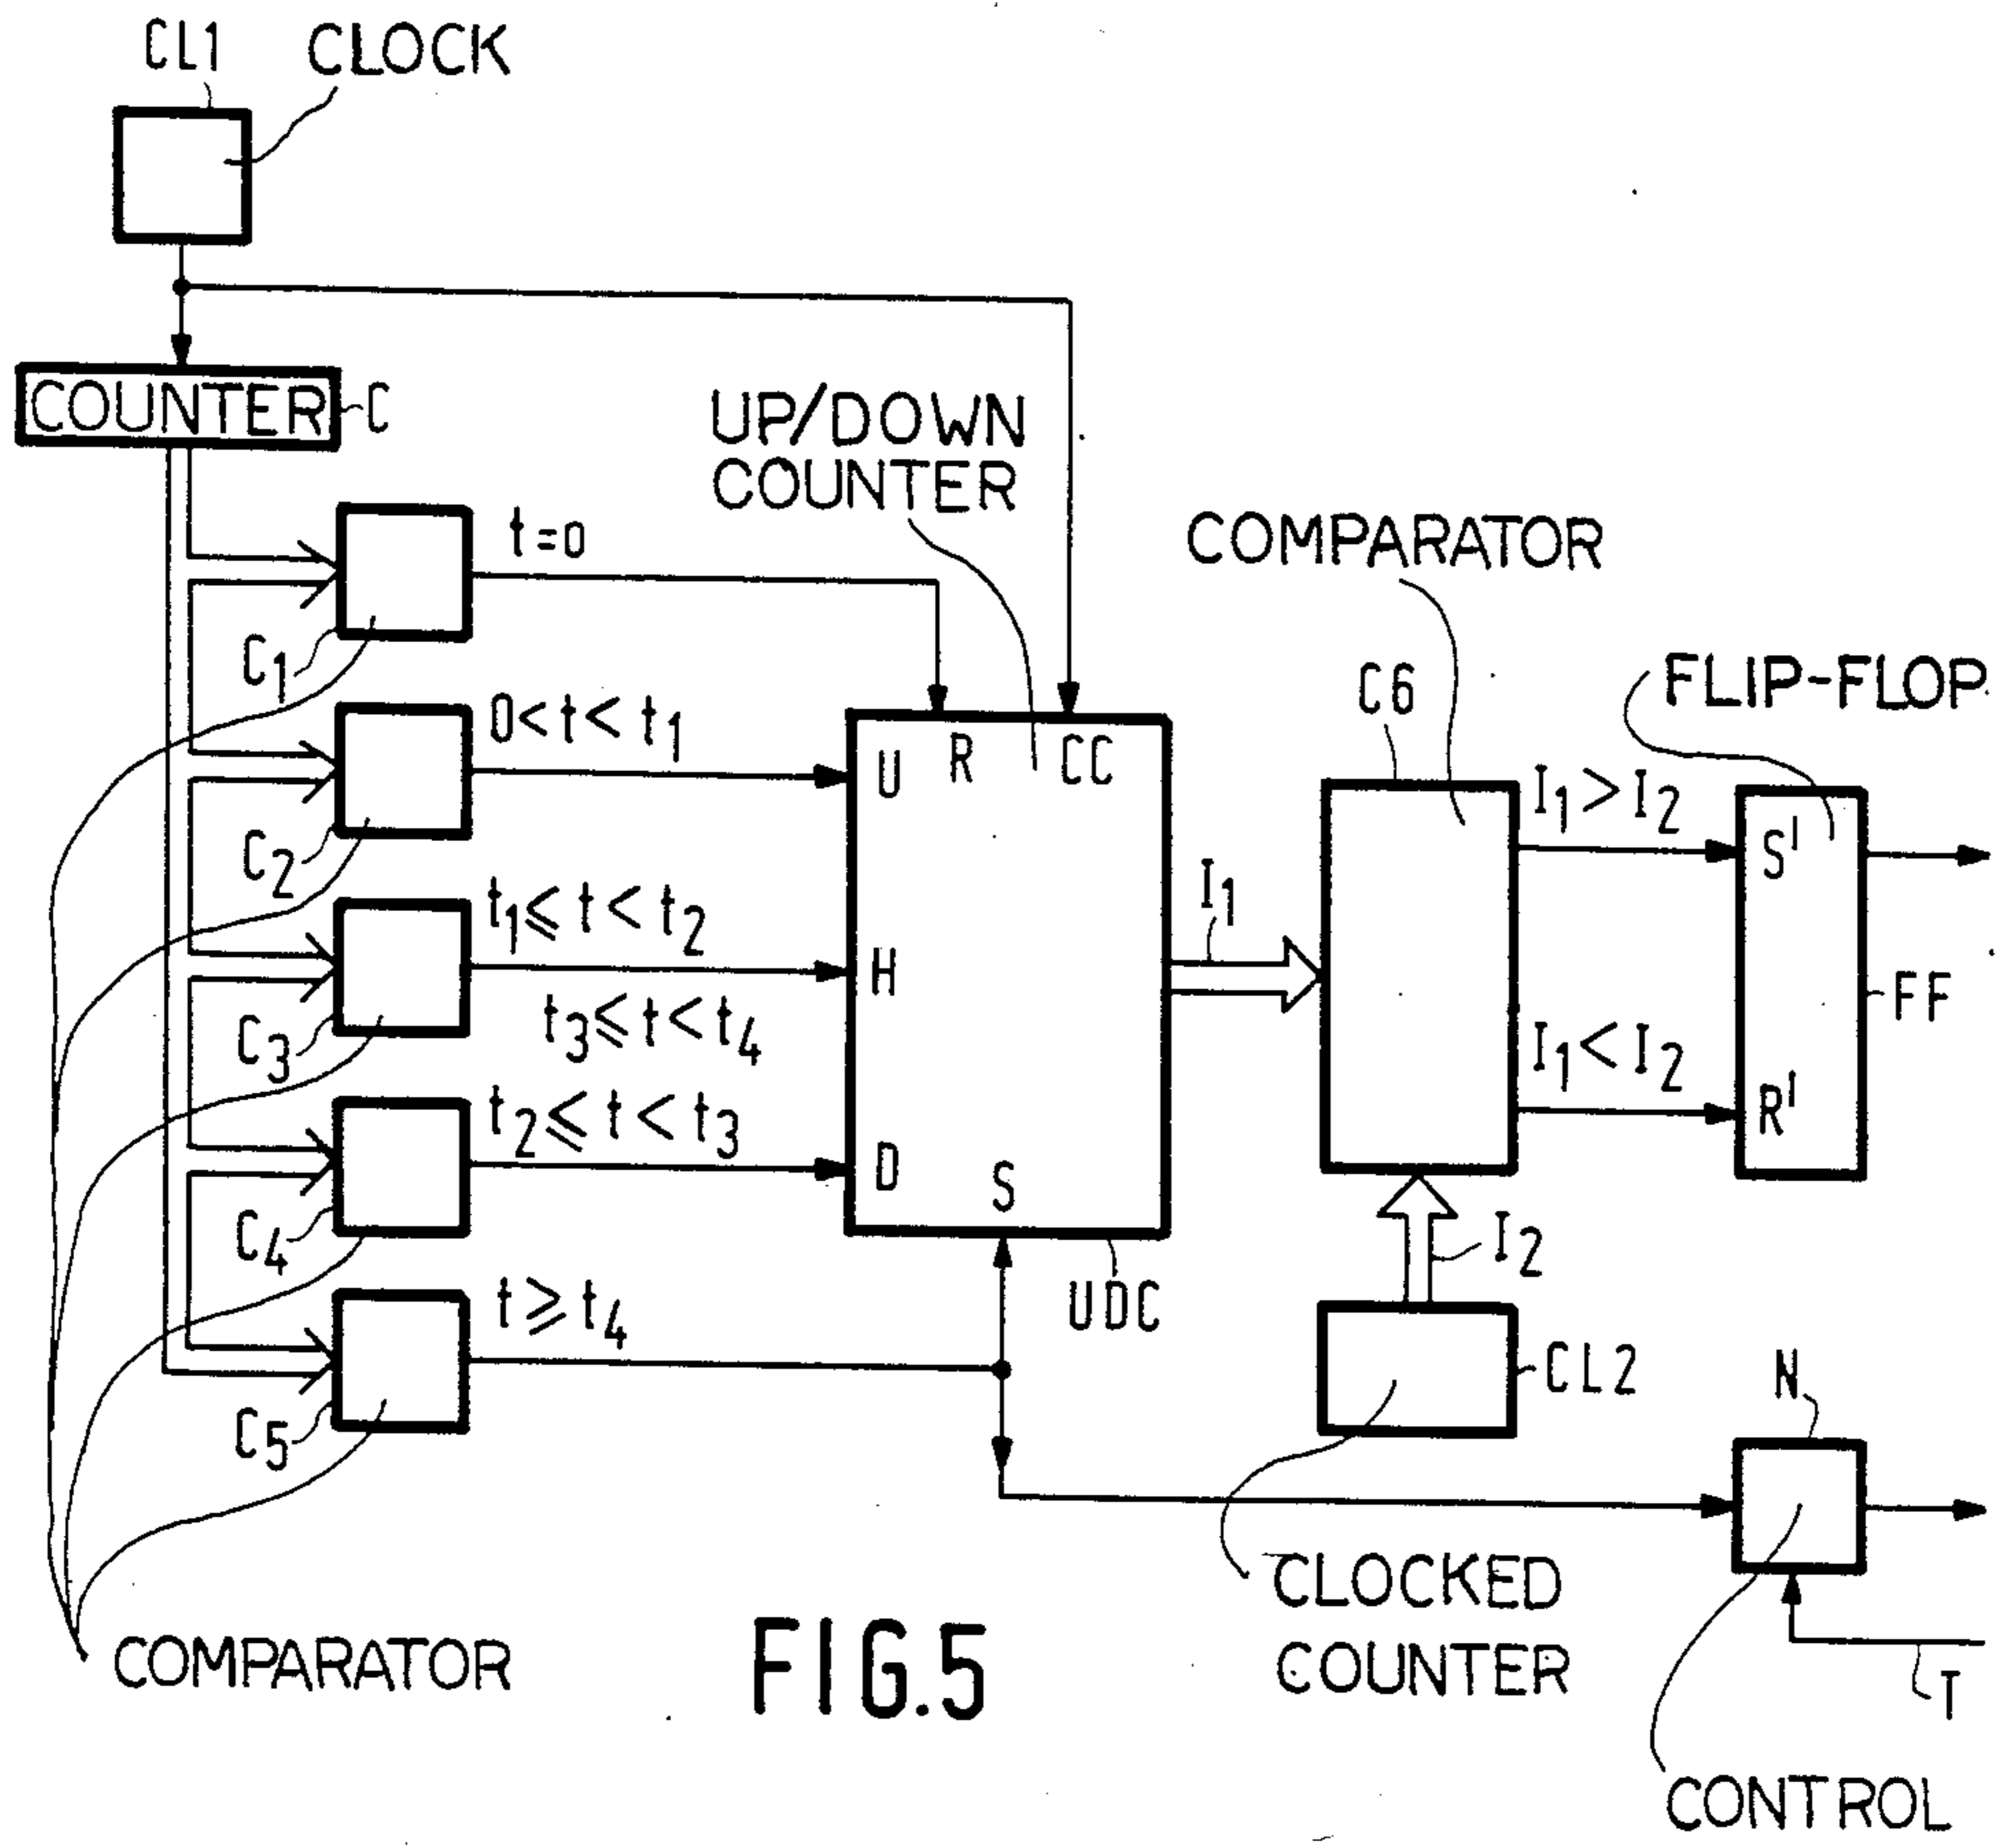 CL1 CLOCK
COUNTER C
UP/DOWN
COUNTER
t=0
COMPARATOR
C1
0<t<t1
C6
FLIP-FLOP
U R CC
I1>I2
S'
C2
t1≤t<t2
I1
H
FF
C3
t3≤t<t4
I1<I2
R'
t2≤t<t3
D S
C4
I2
t≥t4
UDC
CL2
N
C5
CLOCKED
COUNTER
COMPARATOR
FIG.5
T
CONTROL